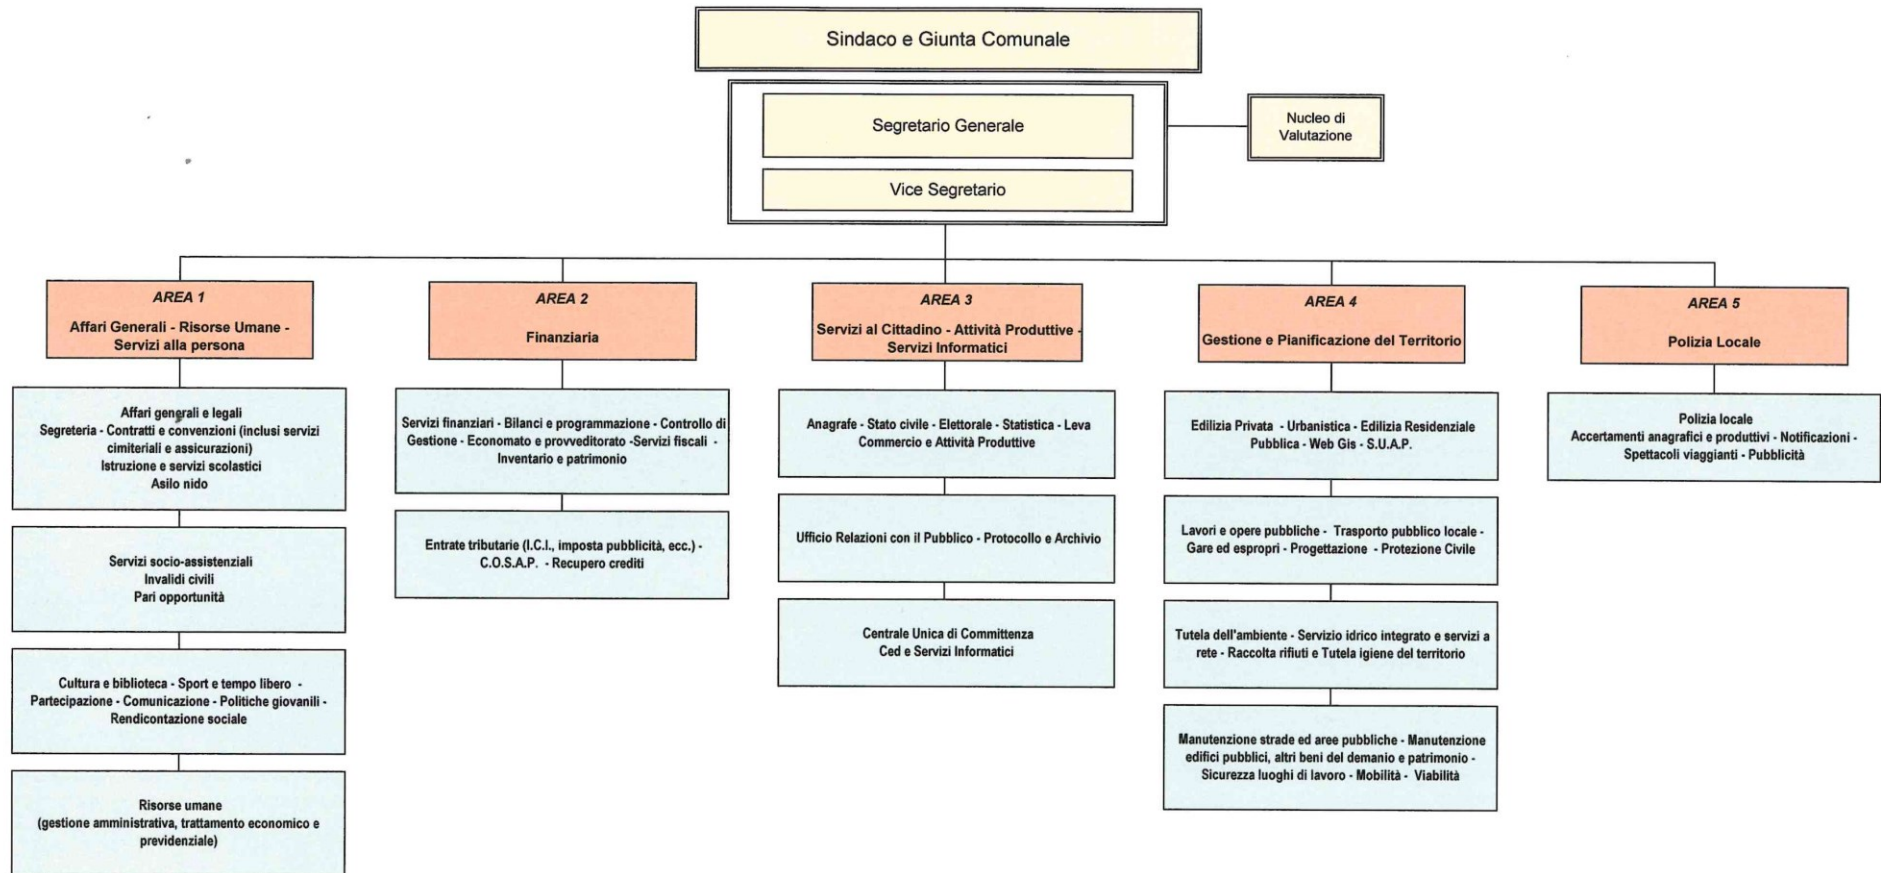 Sindaco e Giunta Comunale
Segretario Generale
Nucleo di
Valutazione
Vice Segretario
AREA 1
Affari Generali - Risorse Umane -
Servizi alla persona
Affari generali e legali
Segreteria - Contratti e convenzioni (inclusi servizi
cimiteriali e assicurazioni)
Istruzione e servizi scolastici
Asilo nido
Servizi socio-assistenziali
Invalidi civili
Pari opportunità
Cultura e biblioteca - Sport e tempo libero -
Partecipazione - Comunicazione - Politiche giovanili -
Rendicontazione sociale
Risorse umane
(gestione amministrativa, trattamento economico e
previdenziale)
AREA 2
Finanziaria
Servizi finanziari - Bilanci e programmazione - Controllo di
Gestione - Economato e provveditorato -Servizi fiscali -
Inventario e patrimonio
Entrate tributarie (I.C.I., imposta pubblicità, ecc.) -
C.O.S.A.P. - Recupero crediti
AREA 3
Servizi al Cittadino - Attività Produttive -
Servizi Informatici
Anagrafe - Stato civile - Elettorale - Statistica - Leva
Commercio e Attività Produttive
Ufficio Relazioni con il Pubblico - Protocollo e Archivio
Centrale Unica di Committenza
Ced e Servizi Informatici
AREA 4
Gestione e Pianificazione del Territorio
Edilizia Privata - Urbanistica - Edilizia Residenziale
Pubblica - Web Gis - S.U.A.P.
Lavori e opere pubbliche - Trasporto pubblico locale -
Gare ed espropri - Progettazione - Protezione Civile
Tutela dell'ambiente - Servizio idrico integrato e servizi a
rete - Raccolta rifiuti e Tutela igiene del territorio
Manutenzione strade ed aree pubbliche - Manutenzione
edifici pubblici, altri beni del demanio e patrimonio -
Sicurezza luoghi di lavoro - Mobilità - Viabilità
AREA 5
Polizia Locale
Polizia locale
Accertamenti anagrafici e produttivi - Notificazioni -
Spettacoli viaggianti - Pubblicità